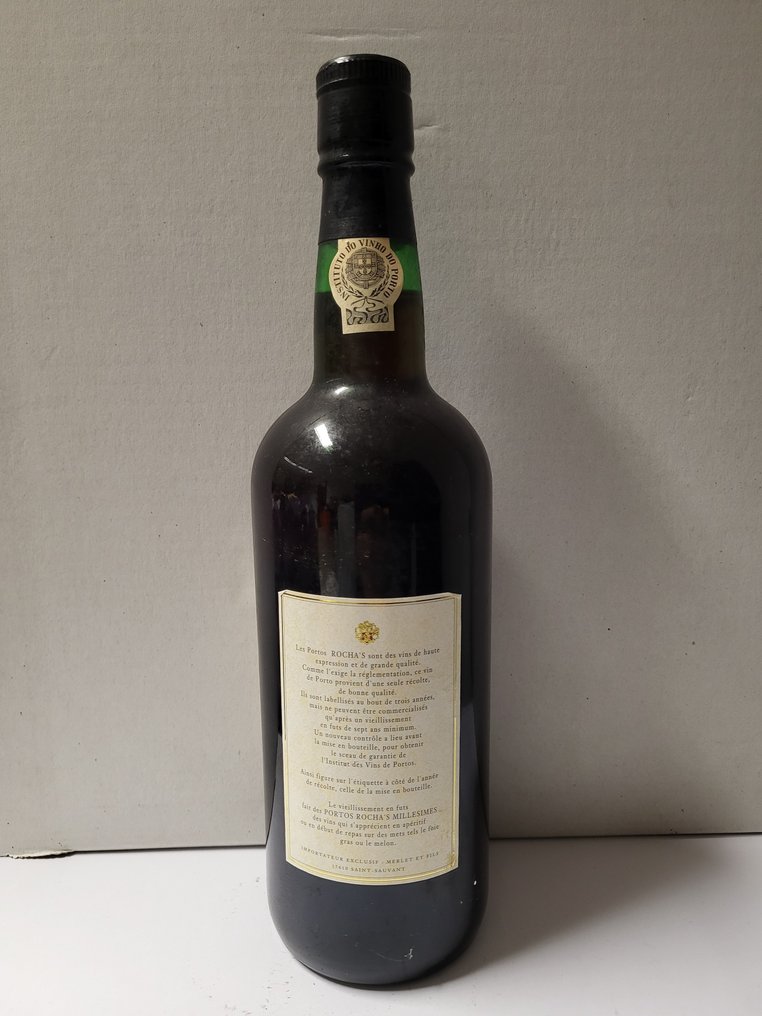 INSTITUTO DO VINHO DO PORTO
Les Portos ROCHA'S sont des vins de haute
expression et de grande qualité.
Comme l'exige la réglementation, ce vin
de Porto provient d'une seule récolte,
de bonne qualité.
Ils sont labellisés au bout de trois années,
mais ne peuvent être commercialisés
qu'après un vieillissement
en futs de sept ans minimum.
Un nouveau contrôle a lieu avant
la mise en bouteille, pour obtenir
le sceau de garantie de
l'Institut des Vins de Portos.
Ainsi figure sur l'étiquette à côté de l'année
de récolte, celle de la mise en bouteille.
Le vieillissement en futs
fait des PORTOS ROCHA'S MILLESIMES
des vins qui s'apprécient en apéritif
ou en début de repas sur des mets tels le foie
gras ou le melon.
IMPORTATEUR EXCLUSIF - MERLET ET FILS
17610 SAINT-SAUVANT